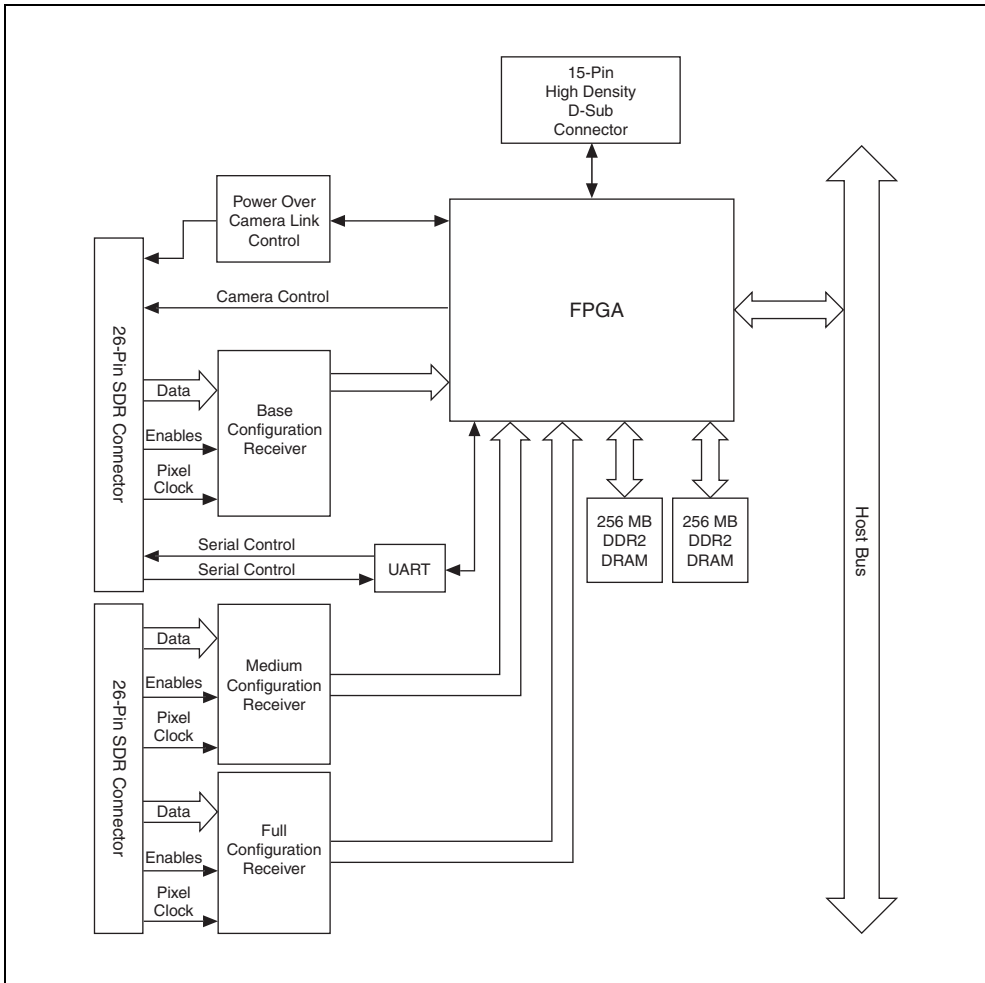 15-Pin
High Density
D-Sub
Connector
Power Over
Camera Link
Control
Camera Control
FPGA
26-Pin SDR Connector
Data
Enables
Pixel
Clock
Base
Configuration
Receiver
Serial Control
Serial Control
UART
256 MB
DDR2
DRAM
256 MB
DDR2
DRAM
Host Bus
26-Pin SDR Connector
Data
Enables
Pixel
Clock
Medium
Configuration
Receiver
Data
Enables
Pixel
Clock
Full
Configuration
Receiver